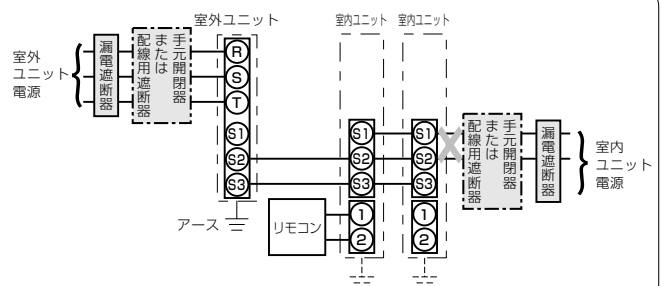 室外ユニット
室内ユニット
室内ユニット
室外
ユニット
電源
漏電遮断器
手元開閉器
または
配線用遮断器
R
S
T
S1
S2
S3
アース
リモコン
S1
S2
S3
1
2
S1
S2
S3
1
2
手元開閉器
または
配線用遮断器
漏電遮断器
室内
ユニット
電源